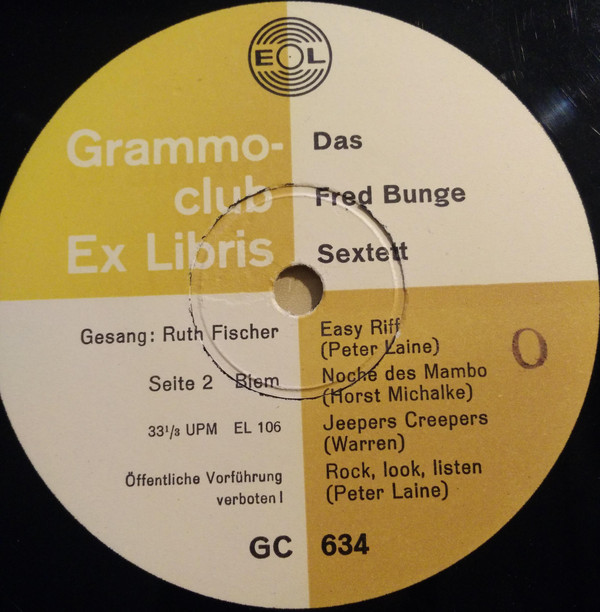 EOL
Grammo-
club
Ex Libris
Das
Fred Bunge
Sextett
Gesang: Ruth Fischer
Seite 2 Biem
33¹/₃ UPM EL 106
Öffentliche Vorführung
verboten!
Easy Riff
(Peter Laine)
Noche des Mambo
(Horst Michalke)
Jeepers Creepers
(Warren)
Rock, look, listen
(Peter Laine)
O
GC 634